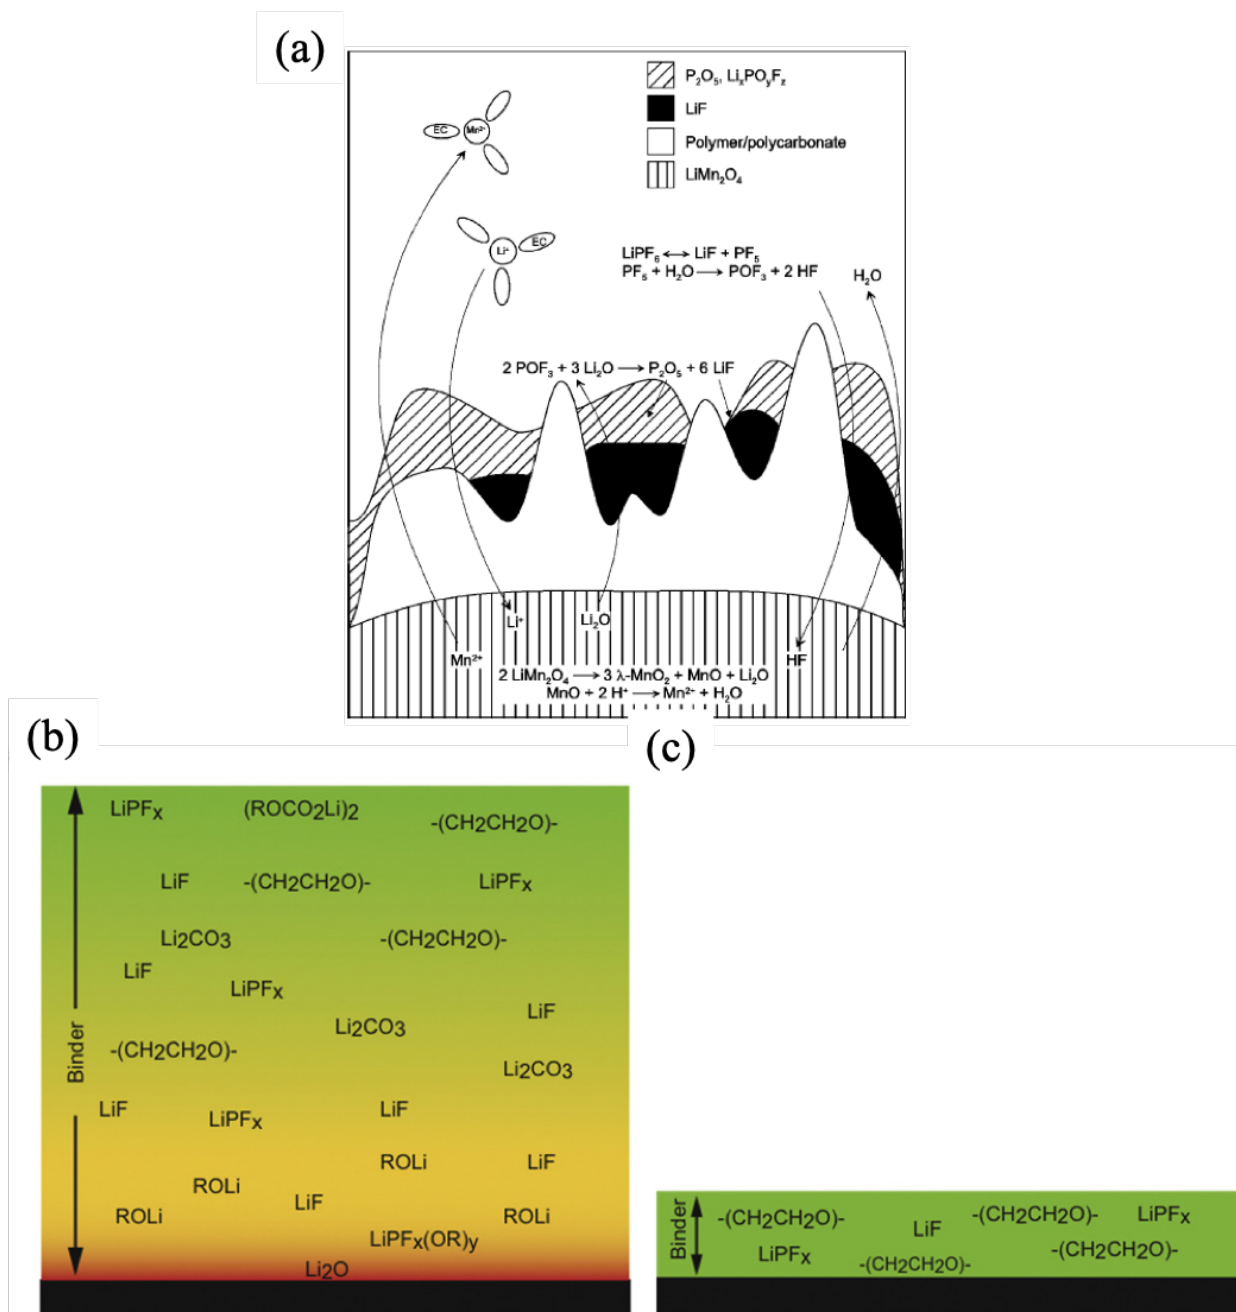 (a)
P₂O₅, LiₓPOᵧF_z
LiF
Polymer/polycarbonate
LiMn₂O₄
EC Mn²⁺
Li⁺ EC
LiPF₆ ⟷ LiF + PF₅
PF₅ + H₂O ⟶ POF₃ + 2 HF
H₂O
2 POF₃ + 3 Li₂O ⟶ P₂O₅ + 6 LiF
Li⁺
Li₂O
Mn²⁺
HF
2 LiMn₂O₄ ⟶ 3 λ-MnO₂ + MnO + Li₂O
MnO + 2 H⁺ ⟶ Mn²⁺ + H₂O
(b)
LiPFx (ROCO2Li)2
-(CH2CH2O)-
LiF -(CH2CH2O)- LiPFx
Li2CO3 -(CH2CH2O)-
LiF
LiPFx
LiF
Li2CO3
-(CH2CH2O)-
Li2CO3
Binder
LiF LiPFx LiF
ROLi LiF
ROLi
LiF
ROLi ROLi
LiPFx(OR)y
Li2O
(c)
Binder
-(CH2CH2O)- LiF -(CH2CH2O)- LiPFx
LiPFx -(CH2CH2O)- -(CH2CH2O)-